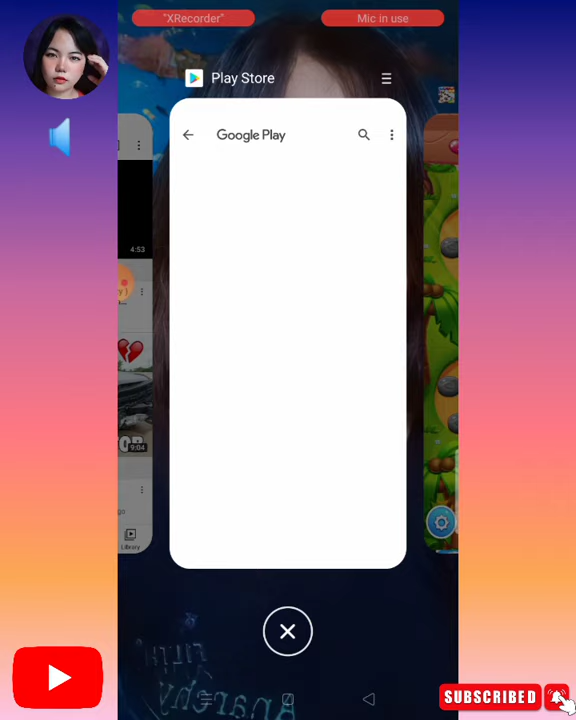 "XRecorder"
Mic in use
Play Store
Google Play
4:53
9:04
Library
SUBSCRIBED